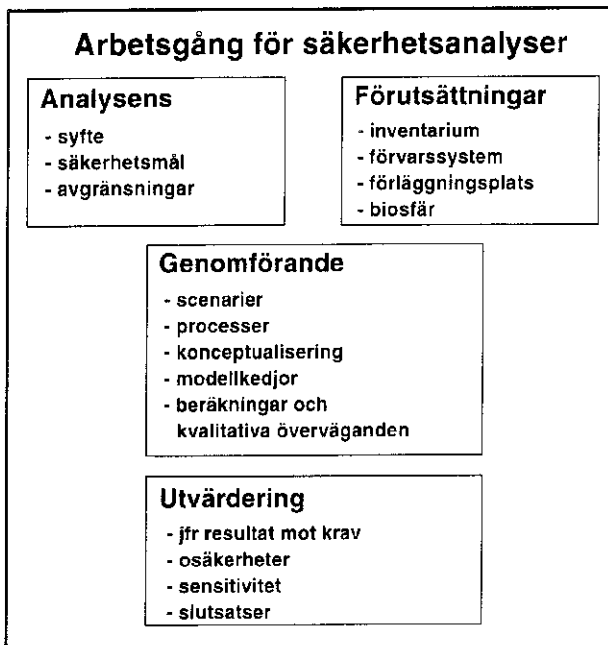 Arbetsgång för säkerhetsanalyser
Analysens
- syfte
- säkerhetsmål
- avgränsningar
Förutsättningar
- inventarium
- förvarssystem
- förläggningsplats
- biosfär
Genomförande
- scenarier
- processer
- konceptualisering
- modellkedjor
- beräkningar och
kvalitativa överväganden
Utvärdering
- jfr resultat mot krav
- osäkerheter
- sensitivitet
- slutsatser